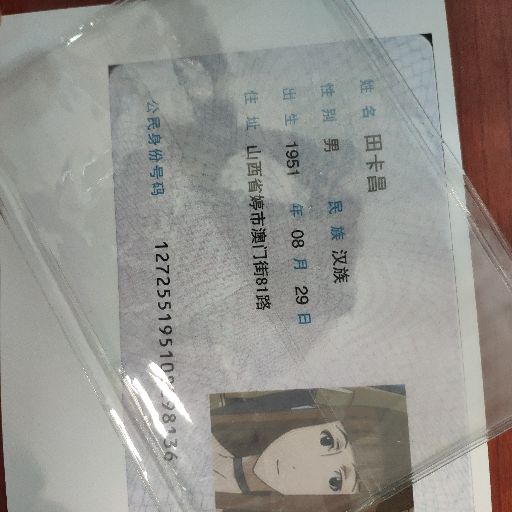 姓名 田卡昌
性别 男 民族 汉族
出生 1951 年 08 月 29 日
住址 山西省婷市澳门街81路
公民身份号码 127255195108298136